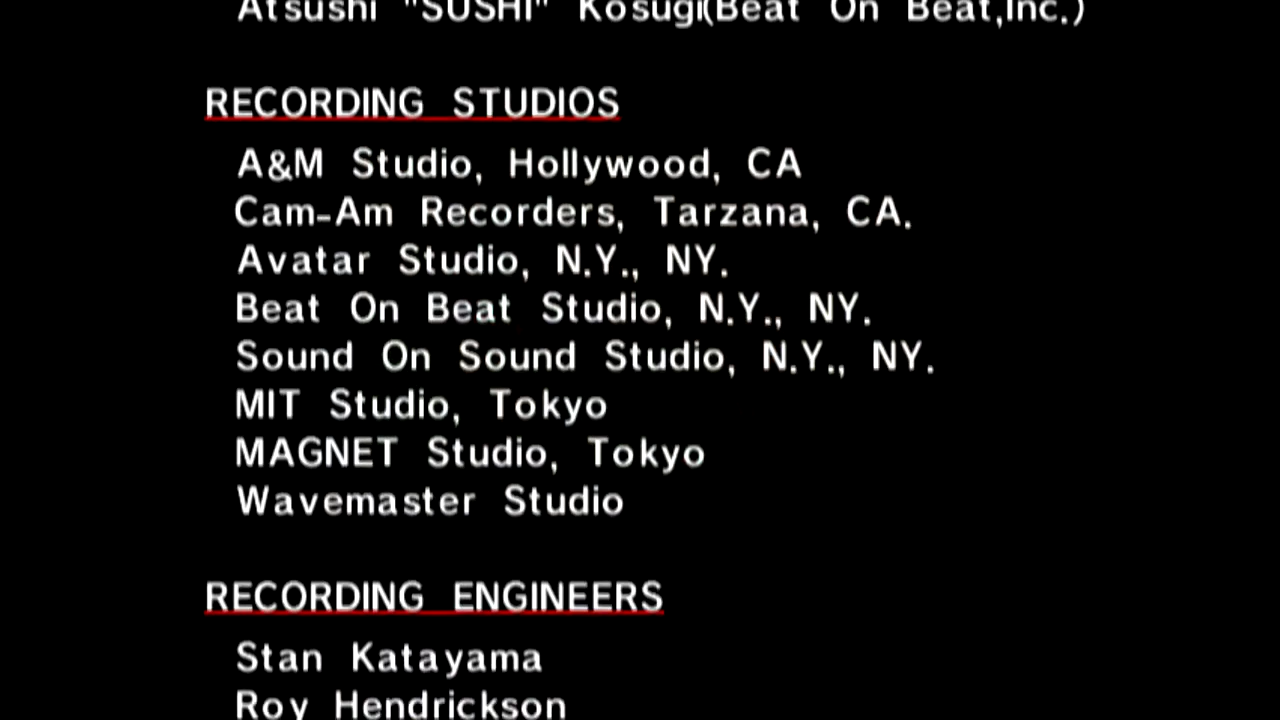 Atsushi "SUSHI" Kosugi(Beat On Beat,Inc.)
RECORDING STUDIOS
A&M Studio, Hollywood, CA
Cam-Am Recorders, Tarzana, CA.
Avatar Studio, N.Y., NY.
Beat On Beat Studio, N.Y., NY.
Sound On Sound Studio, N.Y., NY.
MIT Studio, Tokyo
MAGNET Studio, Tokyo
Wavemaster Studio
RECORDING ENGINEERS
Stan Katayama
Roy Hendrickson